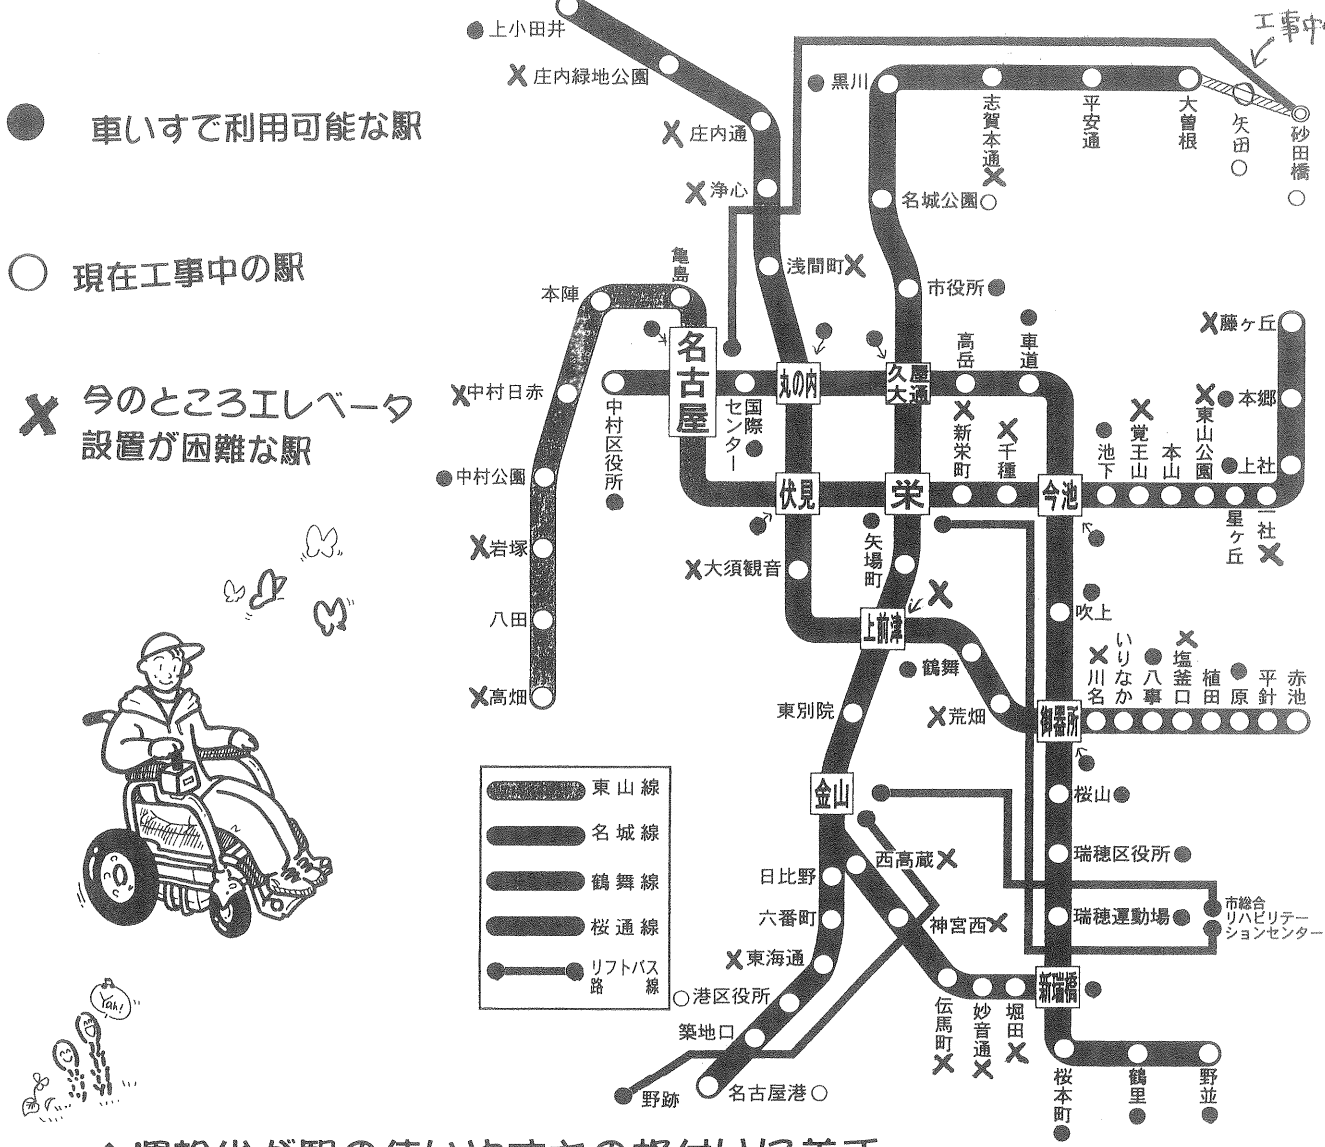 車いすで利用可能な駅
現在工事中の駅
今のところエレベータ
設置が困難な駅
Yah!
工事中
上小田井
庄内緑地公園
庄内通
浄心
浅間町
黒川
志賀本通
平安通
大曽根
矢田
砂田橋
名城公園
市役所
亀島
本陣
名古屋
中村日赤
中村公園
岩塚
八田
高畑
中村区役所
国際
センター
丸の内
久屋
大通
高岳
車道
新栄町
千種
今池
池下
覚王山
本山
東山公園
星ヶ丘
一社
上社
本郷
藤ヶ丘
伏見
栄
矢場町
大須観音
上前津
鶴舞
荒畑
吹上
御器所
川名
いりなか
八事
塩釜口
植田
原
平針
赤池
東別院
金山
桜山
瑞穂区役所
瑞穂運動場
市総合
リハビリテー
ションセンター
新瑞橋
日比野
六番町
東海通
港区役所
築地口
名古屋港
野跡
西高蔵
神宮西
伝馬町
妙音通
堀田
桜本町
鶴里
野並
東山線
名城線
鶴舞線
桜通線
リフトバス
路線